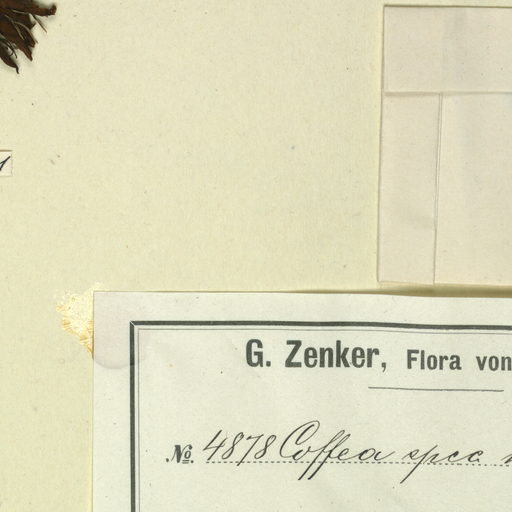 G. Zenker, Flora von
No. 4878 Coffea spec.